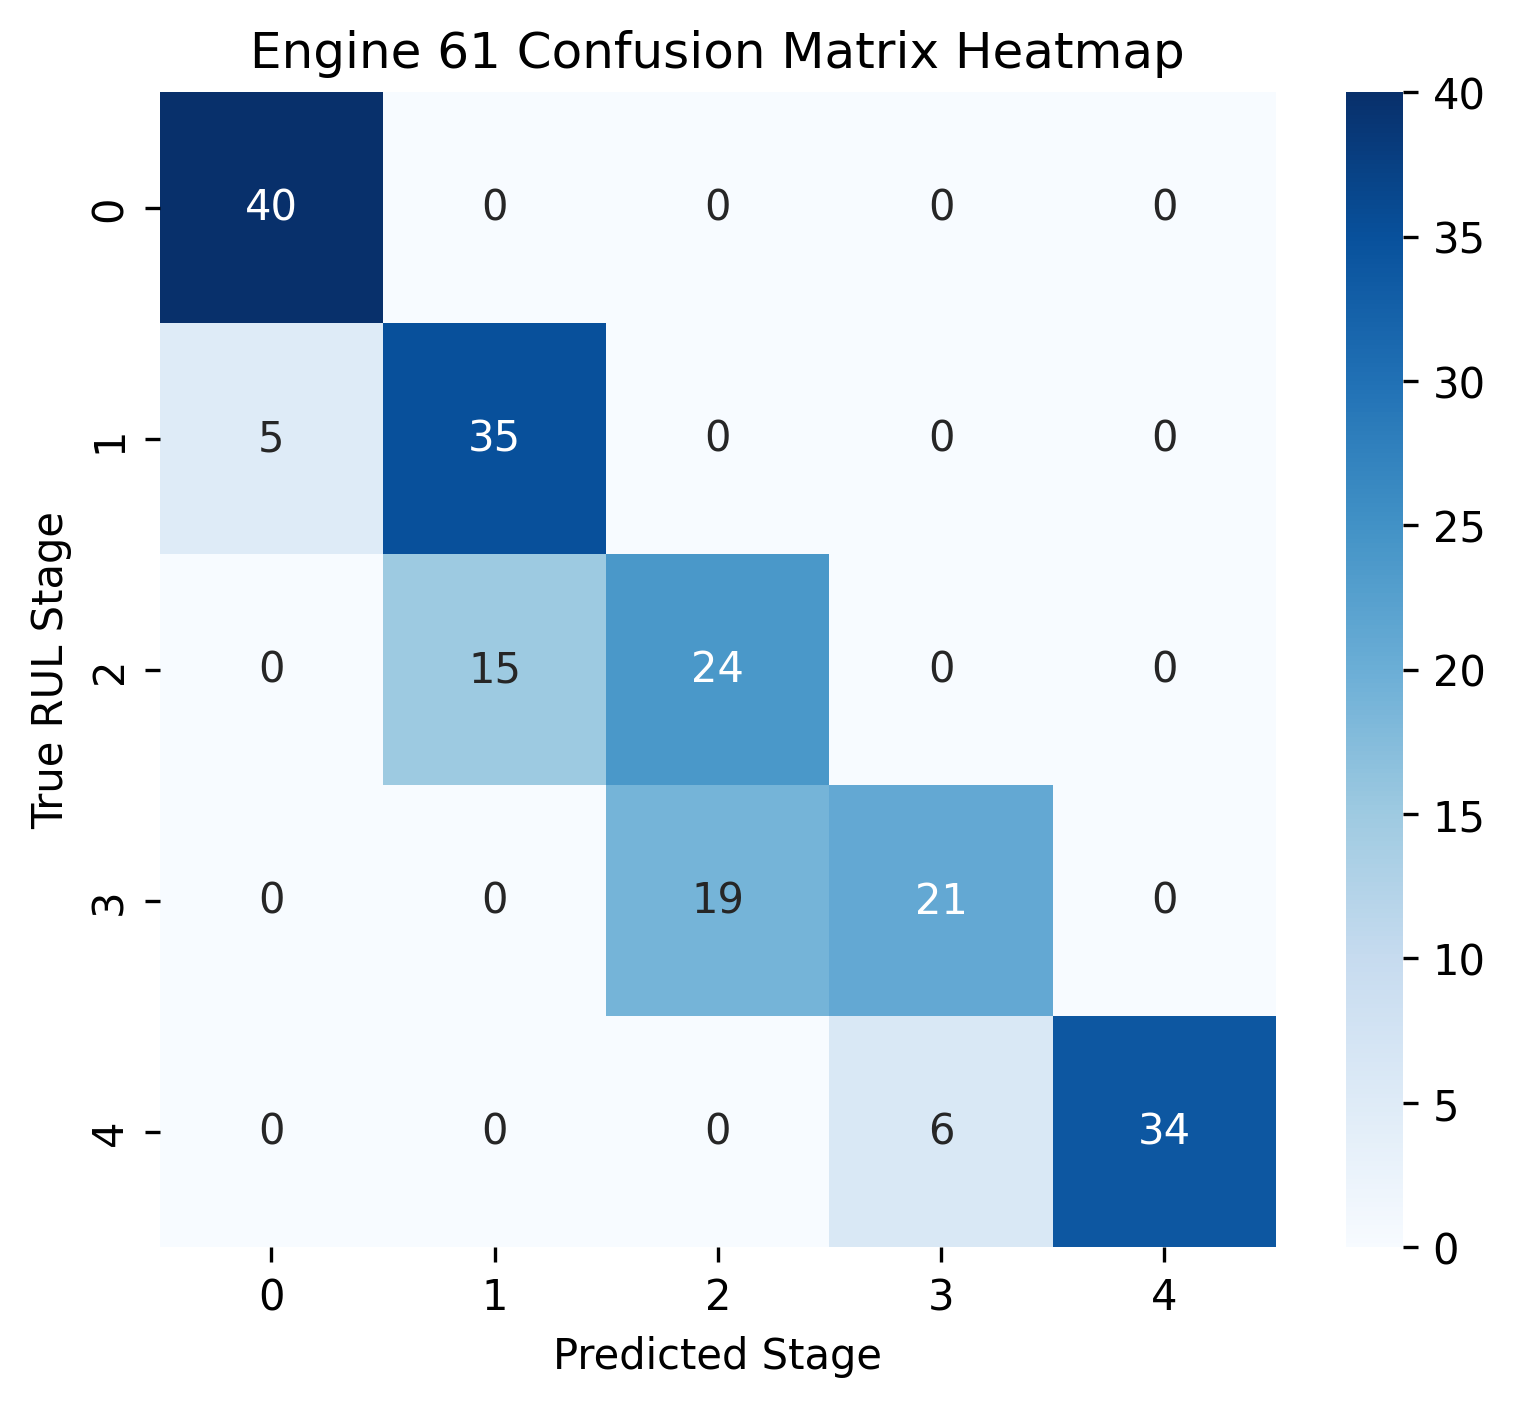 Engine 61 Confusion Matrix Heatmap
True RUL Stage
0 40 0 0 0 0
1 5 35 0 0 0
2 0 15 24 0 0
3 0 0 19 21 0
4 0 0 0 6 34
0 1 2 3 4
Predicted Stage
40
35
30
25
20
15
10
5
0